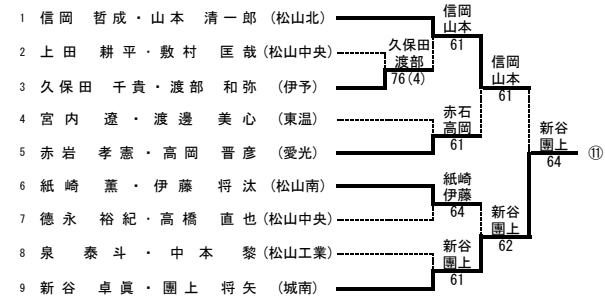 1 信岡 哲成・山本 清一郎 (松山北)
2 上田 耕平・敷村 匡哉 (松山中央)
3 久保田 千貴・渡部 和弥 (伊予)
4 宮内 遼・渡邊 美心 (東温)
5 赤岩 孝憲・高岡 晋彦 (愛光)
6 紙崎 薫・伊藤 将汰 (松山南)
7 徳永 裕紀・高橋 直也 (松山中央)
8 泉 泰斗・中本 黎 (松山工業)
9 新谷 卓眞・團上 将矢 (城南)
久保田
渡部
76(4)
信岡
山本
61
赤石
高岡
61
紙崎
伊藤
64
新谷
團上
61
信岡
山本
61
新谷
團上
62
新谷
團上
64
⑪